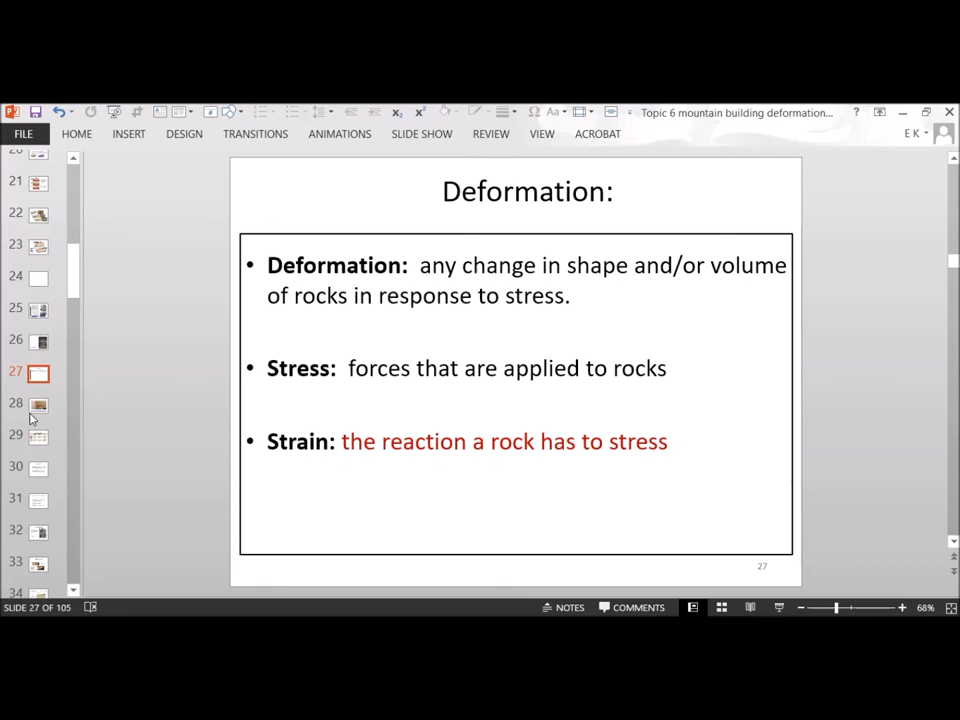 Topic 6 mountain building deformation...
FILE HOME INSERT DESIGN TRANSITIONS ANIMATIONS SLIDE SHOW REVIEW VIEW ACROBAT
E K
21
22
23
24
25
26
27
28
29
30
31
32
33
34
Deformation:
• Deformation: any change in shape and/or volume
of rocks in response to stress.
• Stress: forces that are applied to rocks
• Strain: the reaction a rock has to stress
27
SLIDE 27 OF 105 NOTES COMMENTS 68%